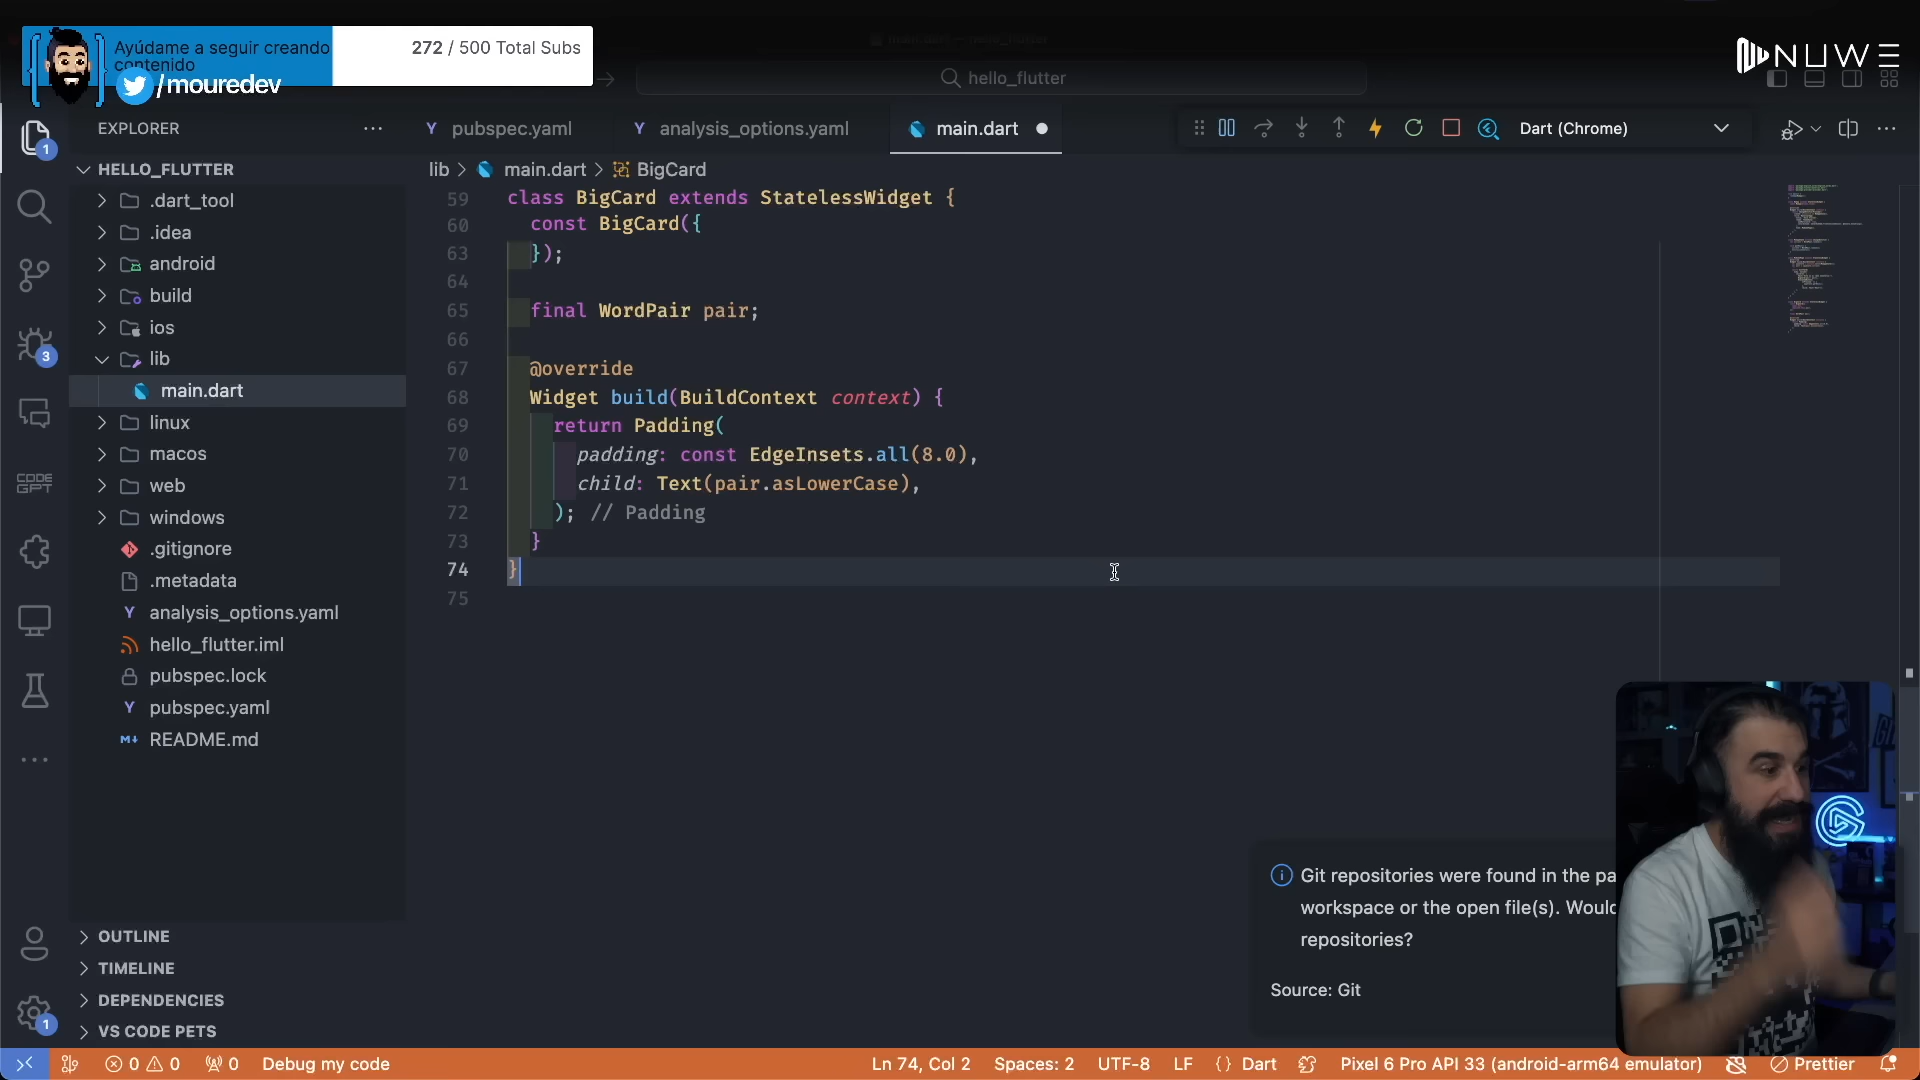 Ayúdame a seguir creando
contenido
272 / 500 Total Subs
/mouredev
hello_flutter
NUWE
EXPLORER
pubspec.yaml
analysis_options.yaml
main.dart
Dart (Chrome)
1
HELLO_FLUTTER
lib > main.dart > BigCard
.dart_tool
.idea
android
build
ios
lib
main.dart
linux
macos
web
windows
.gitignore
.metadata
analysis_options.yaml
hello_flutter.iml
pubspec.lock
pubspec.yaml
README.md
3
CODE
GPT
59 class BigCard extends StatelessWidget {
60 const BigCard({
63 });
64
65 final WordPair pair;
66
67 @override
68 Widget build(BuildContext context) {
69 return Padding(
70 padding: const EdgeInsets.all(8.0),
71 child: Text(pair.asLowerCase),
72 ); // Padding
73 }
74 }
75
Git repositories were found in the pa
workspace or the open file(s). Would
repositories?
Source: Git
OUTLINE
TIMELINE
DEPENDENCIES
VS CODE PETS
1
0 0 0 Debug my code Ln 74, Col 2 Spaces: 2 UTF-8 LF {} Dart Pixel 6 Pro API 33 (android-arm64 emulator) Prettier